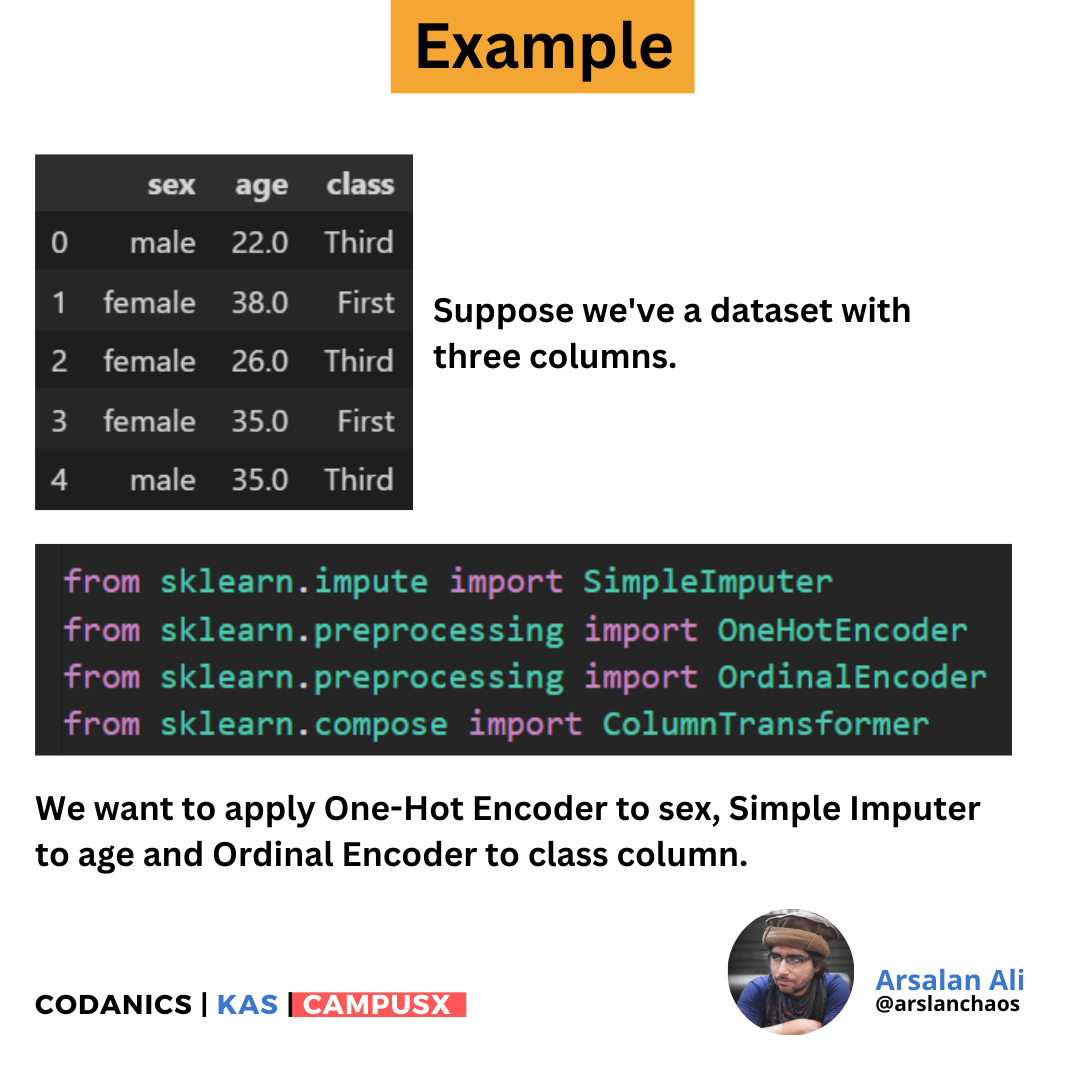 Example
sex age class
0 male 22.0 Third
1 female 38.0 First
2 female 26.0 Third
3 female 35.0 First
4 male 35.0 Third
Suppose we've a dataset with
three columns.
from sklearn.impute import SimpleImputer
from sklearn.preprocessing import OneHotEncoder
from sklearn.preprocessing import OrdinalEncoder
from sklearn.compose import ColumnTransformer
We want to apply One-Hot Encoder to sex, Simple Imputer
to age and Ordinal Encoder to class column.
CODANICS | KAS | CAMPUSX
Arsalan Ali
@arslanchaos